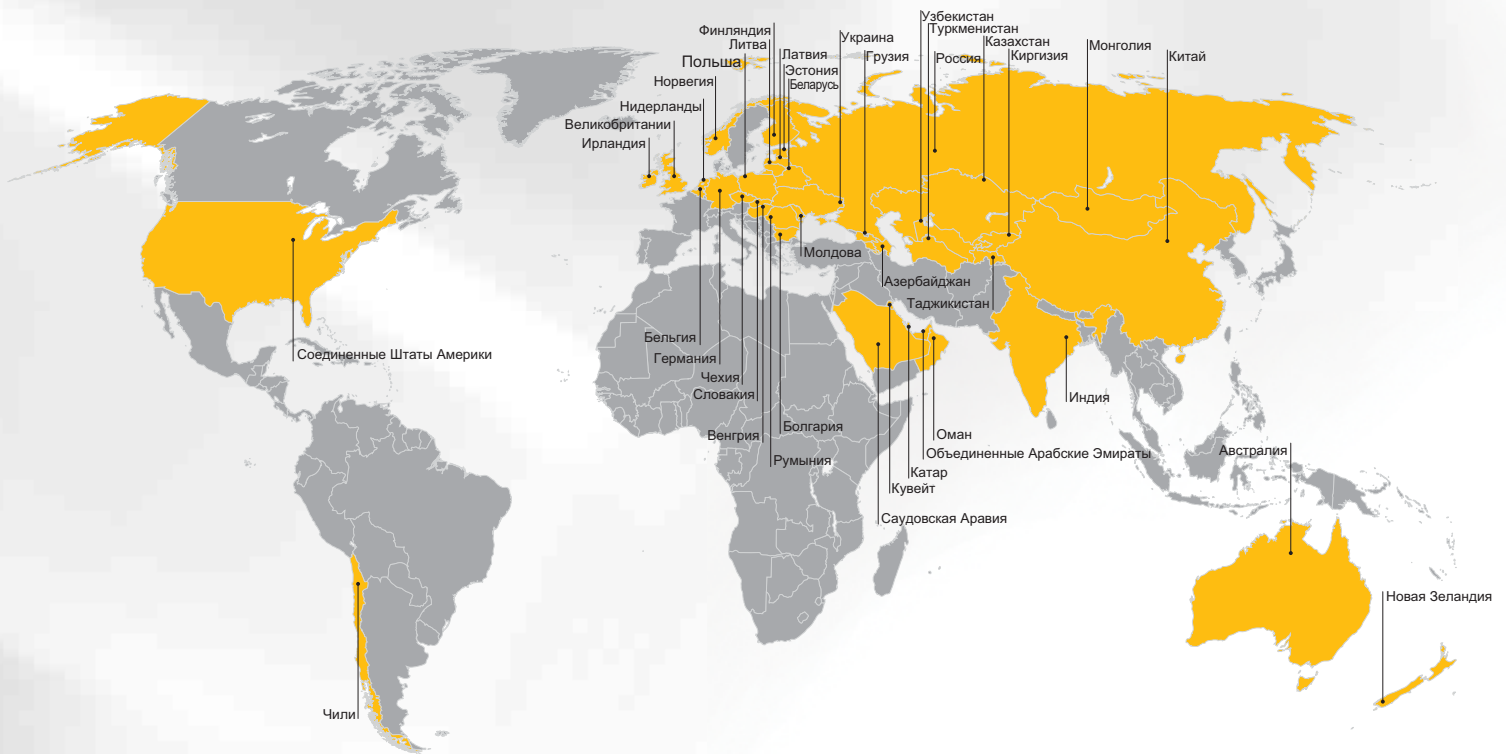 Узбекистан
Финляндия
Туркменистан
Украина
Литва
Казахстан
Монголия
Латвия
Грузия
Россия
Киргизия
Китай
Польша
Эстония
Норвегия
Беларусь
Нидерланды
Великобритании
Ирландия
Молдова
Азербайджан
Таджикистан
Бельгия
Соединенные Штаты Америки
Германия
Чехия
Словакия
Индия
Болгария
Венгрия
Оман
Австралия
Объединенные Арабские Эмираты
Румыния
Катар
Кувейт
Саудовская Аравия
Новая Зеландия
Чили